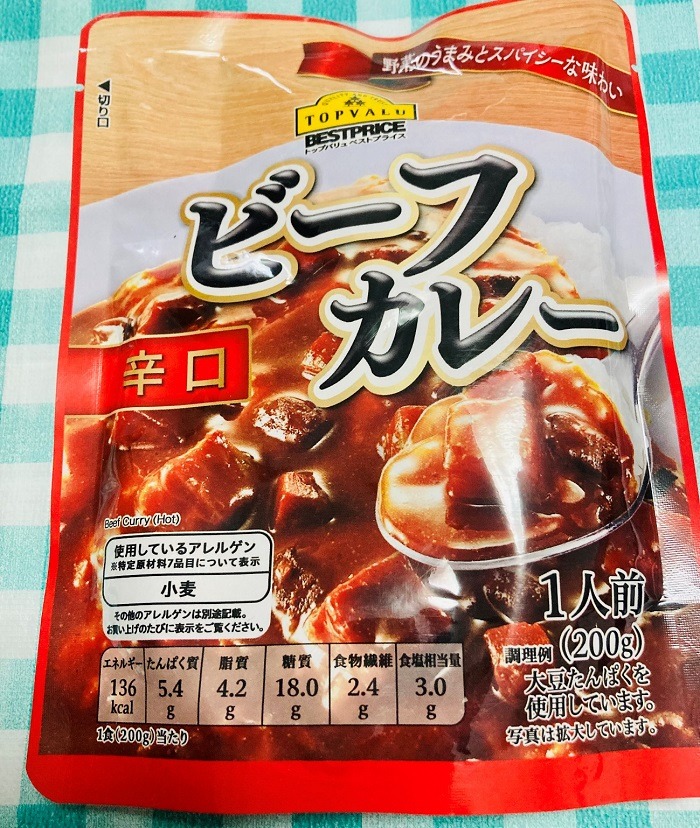 野菜のうまみとスパイシーな味わい
◀切り口
TOPVALU
BESTPRICE
トップバリュ ベストプライス
ビーフ
カレー
辛口
Beef Curry (Hot)
使用しているアレルゲン
※特定原材料7品目について表示
小麦
その他のアレルゲンは別途記載。
お買い上げのたびに表示をご覧ください。
1人前
(200g)
調理例
大豆たんぱくを
使用しています。
写真は拡大しています。
エネルギー たんぱく質 脂質 糖質 食物繊維 食塩相当量
136 5.4 4.2 18.0 2.4 3.0
kcal g g g g g
1食(200g)当たり